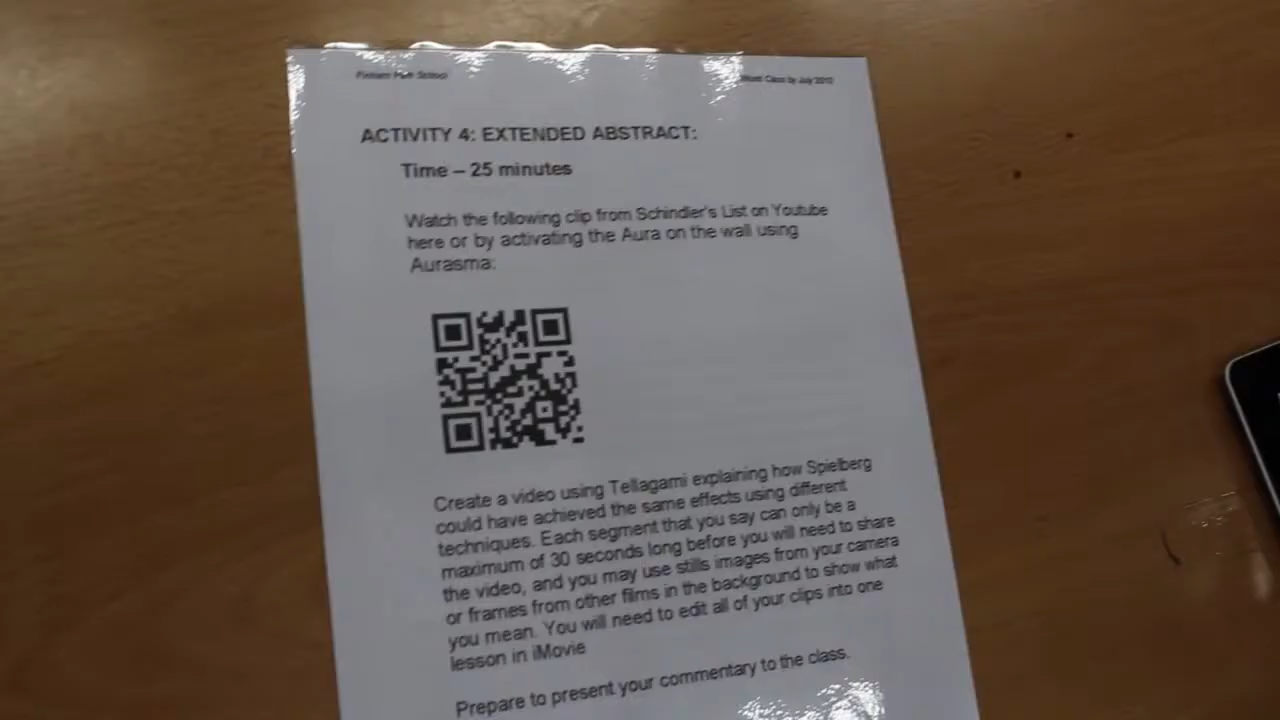 School
Class by July
ACTIVITY 4: EXTENDED ABSTRACT:
Time – 25 minutes
Watch the following clip from Schindler's List on Youtube
here or by activating the Aura on the wall using
Aurasma:
Create a video using Tellagami explaining how Spielberg
could have achieved the same effects using different
techniques. Each segment that you say can only be a
maximum of 30 seconds long before you will need to share
the video, and you may use stills images from your camera
or frames from other films in the background to show what
you mean. You will need to edit all of your clips into one
lesson in iMovie
Prepare to present your commentary to the class.